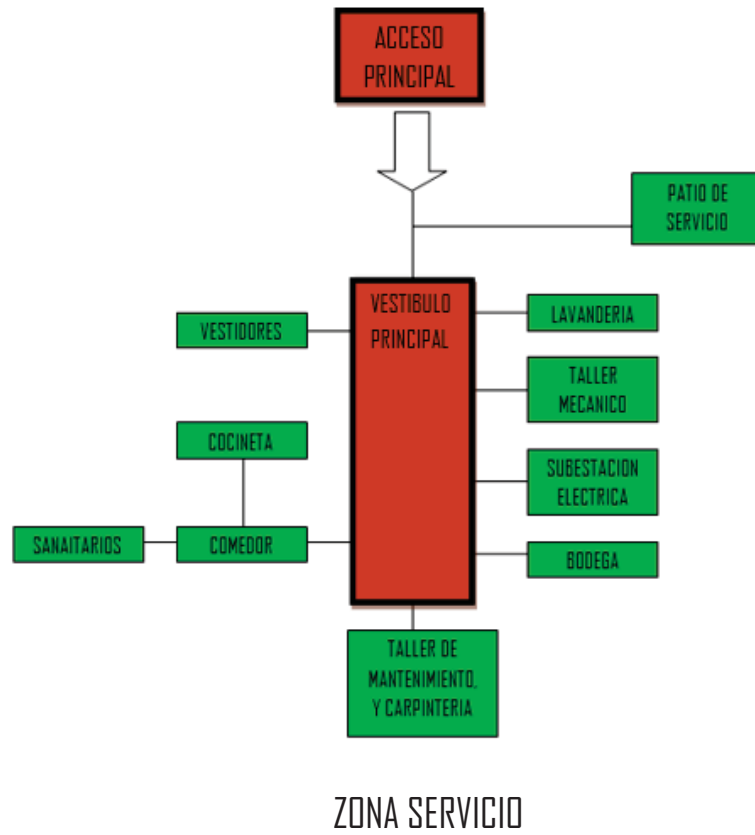 ACCESO
PRINCIPAL
PATIO DE
SERVICIO
VESTIBULO
PRINCIPAL
VESTIDORES
LAVANDERIA
TALLER
MECANICO
COCINETA
SUBESTACION
ELECTRICA
SANAITARIOS
COMEDOR
BODEGA
TALLER DE
MANTENIMIENTO,
Y CARPINTERIA
ZONA SERVICIO